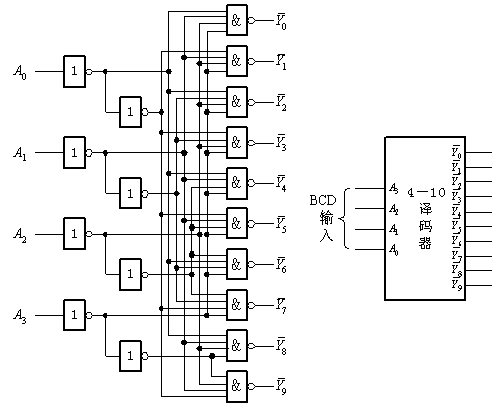 & Y̅0
A0 1
& Y̅1
1
& Y̅2
A1 1
& Y̅3
1
& Y̅4
A2 1
& Y̅5
1
& Y̅6
A3 1
& Y̅7
1
& Y̅8
& Y̅9
BCD
输
入
A3
A2
A1
A0
4—10
译
码
器
Y̅0
Y̅1
Y̅2
Y̅3
Y̅4
Y̅5
Y̅6
Y̅7
Y̅8
Y̅9